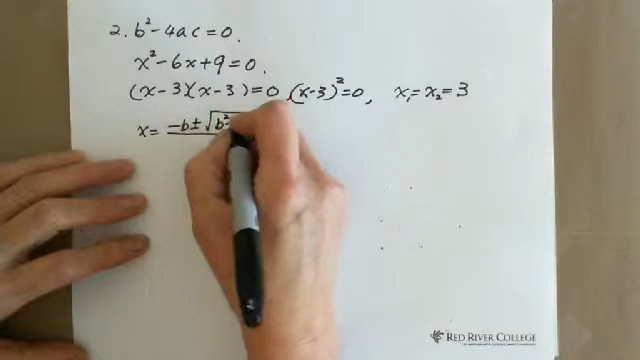 2. b² - 4ac = 0.
x² - 6x + 9 = 0.
(x - 3)(x - 3) = 0, (x - 3)² = 0, x₁ = x₂ = 3
x = -b ± √b²
RED RIVER COLLEGE